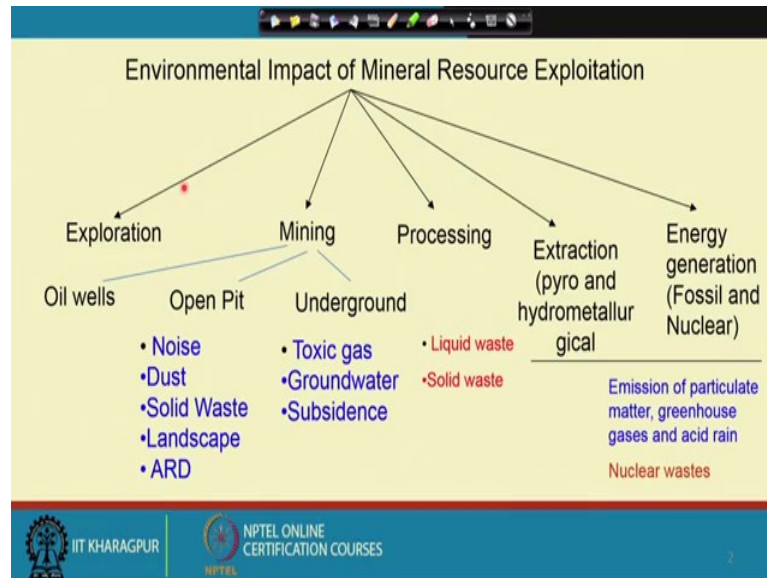 Environmental Impact of Mineral Resource Exploitation
Exploration
Mining
Processing
Extraction
(pyro and
hydrometallur
gical
Energy
generation
(Fossil and
Nuclear)
Oil wells
Open Pit
Underground
• Noise
•Dust
•Solid Waste
•Landscape
• ARD
• Toxic gas
•Groundwater
•Subsidence
• Liquid waste
•Solid waste
Emission of particulate
matter, greenhouse
gases and acid rain
Nuclear wastes
IIT KHARAGPUR
NPTEL
NPTEL ONLINE
CERTIFICATION COURSES
2